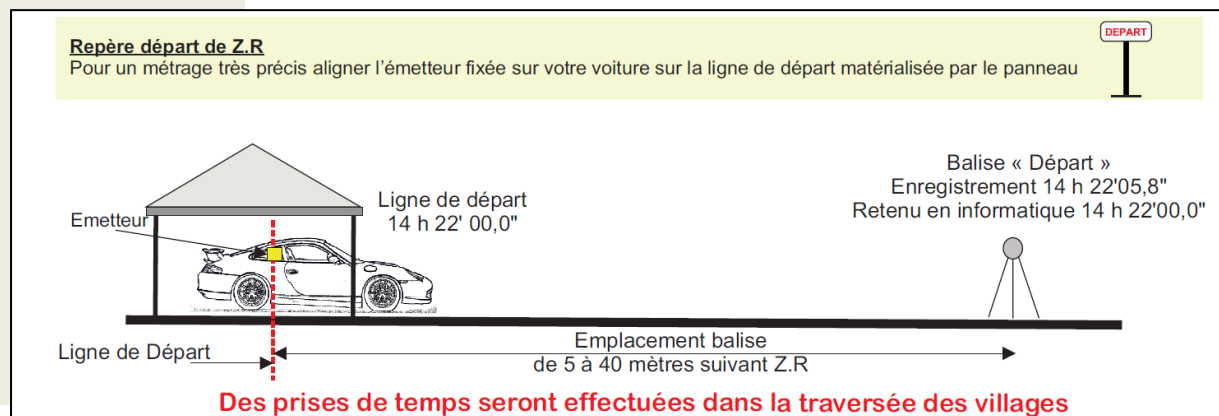 Repère départ de Z.R
Pour un métrage très précis aligner l'émetteur fixée sur votre voiture sur la ligne de départ matérialisée par le panneau
DEPART
Balise « Départ »
Enregistrement 14 h 22'05,8"
Retenu en informatique 14 h 22'00,0"
Ligne de départ
14 h 22' 00,0"
Emetteur
Ligne de Départ
Emplacement balise
de 5 à 40 mètres suivant Z.R
Des prises de temps seront effectuées dans la traversée des villages